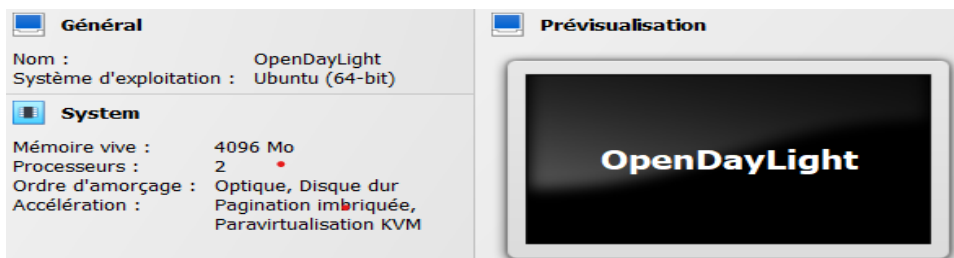 Général
Nom : OpenDayLight
Système d'exploitation : Ubuntu (64-bit)
System
Mémoire vive : 4096 Mo
Processeurs : 2
Ordre d'amorçage : Optique, Disque dur
Accélération : Pagination imbriquée,
Paravirtualisation KVM
Prévisualisation
OpenDayLight